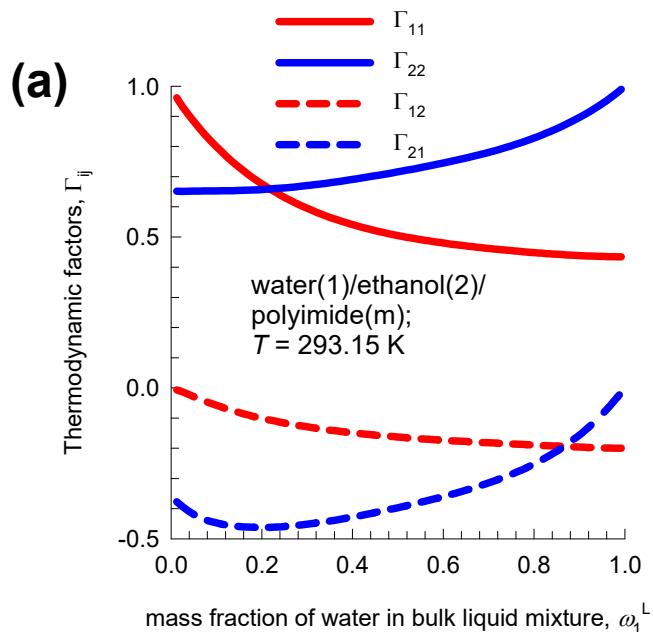 Γ11
Γ22
Γ12
Γ21
(a)
1.0
0.5
0.0
-0.5
Thermodynamic factors, Γij
water(1)/ethanol(2)/
polyimide(m);
T = 293.15 K
0.0 0.2 0.4 0.6 0.8 1.0
mass fraction of water in bulk liquid mixture, ω1L